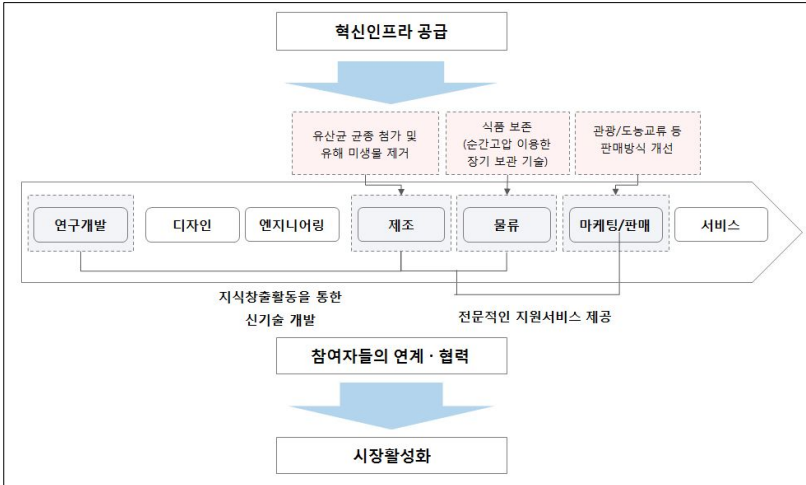 혁신인프라 공급
유산균 균종 첨가 및
유해 미생물 제거
식품 보존
(순간고압 이용한
장기 보관 기술)
관광/도농교류 등
판매방식 개선
연구개발
디자인
엔지니어링
제조
물류
마케팅/판매
서비스
지식창출활동을 통한
신기술 개발
전문적인 지원서비스 제공
참여자들의 연계 · 협력
시장활성화